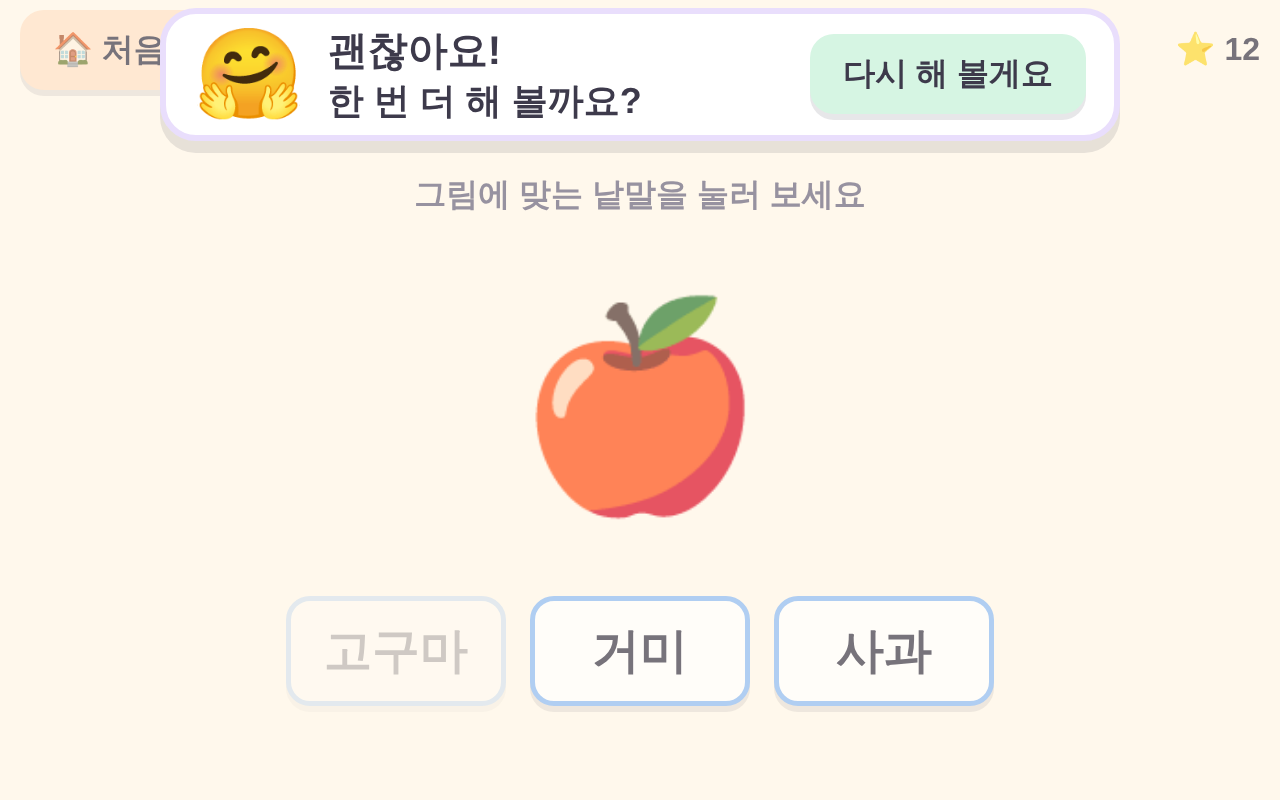 처음
괜찮아요!
한 번 더 해 볼까요?
다시 해 볼게요
12
그림에 맞는 낱말을 눌러 보세요
고구마
거미
사과